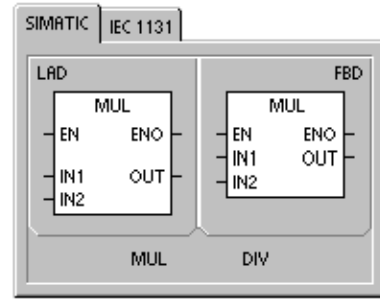 SIMATIC IEC 1131
LAD FBD
MUL MUL
EN ENO EN ENO
IN1 OUT IN1 OUT
IN2 IN2
MUL DIV